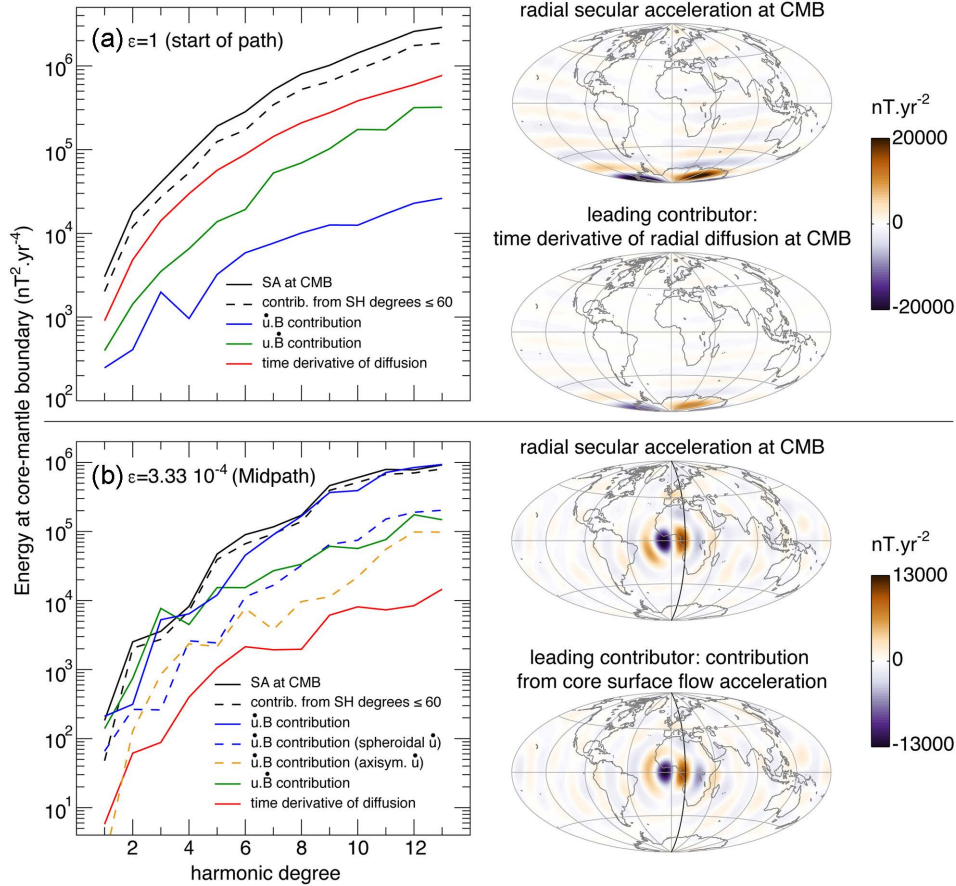 (a) ε=1 (start of path)
10⁶
10⁵
10⁴
10³
10²
SA at CMB
contrib. from SH degrees ≤ 60
u̇.B contribution
u.Ḃ contribution
time derivative of diffusion
radial secular acceleration at CMB
leading contributor:
time derivative of radial diffusion at CMB
nT.yr⁻²
20000
0
-20000
Energy at core-mantle boundary (nT².yr⁻⁴)
(b) ε=3.33 10⁻⁴ (Midpath)
10⁶
10⁵
10⁴
10³
10²
10¹
SA at CMB
contrib. from SH degrees ≤ 60
u̇.B contribution
u̇.B contribution (spheroidal u̇)
u̇.B contribution (axisym. u̇)
u.Ḃ contribution
time derivative of diffusion
2 4 6 8 10 12
harmonic degree
radial secular acceleration at CMB
leading contributor: contribution
from core surface flow acceleration
nT.yr⁻²
13000
0
-13000